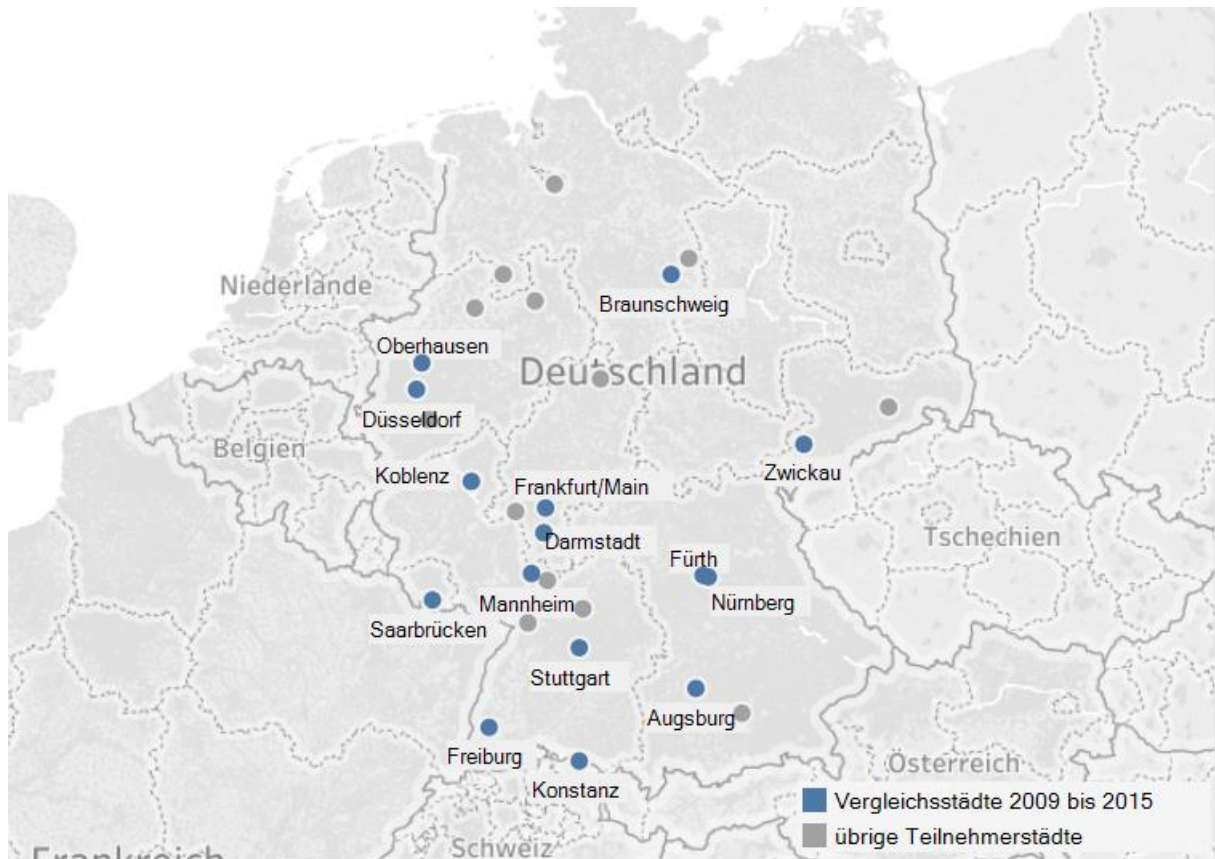 Niederlande
Braunschweig
Oberhausen
Deutschland
Düsseldorf
Belgien
Koblenz
Zwickau
Frankfurt/Main
Darmstadt
Tschechien
Fürth
Mannheim
Nürnberg
Saarbrücken
Stuttgart
Augsburg
Freiburg
Konstanz
Österreich
Vergleichsstädte 2009 bis 2015
übrige Teilnehmerstädte
Schweiz
Frankreich